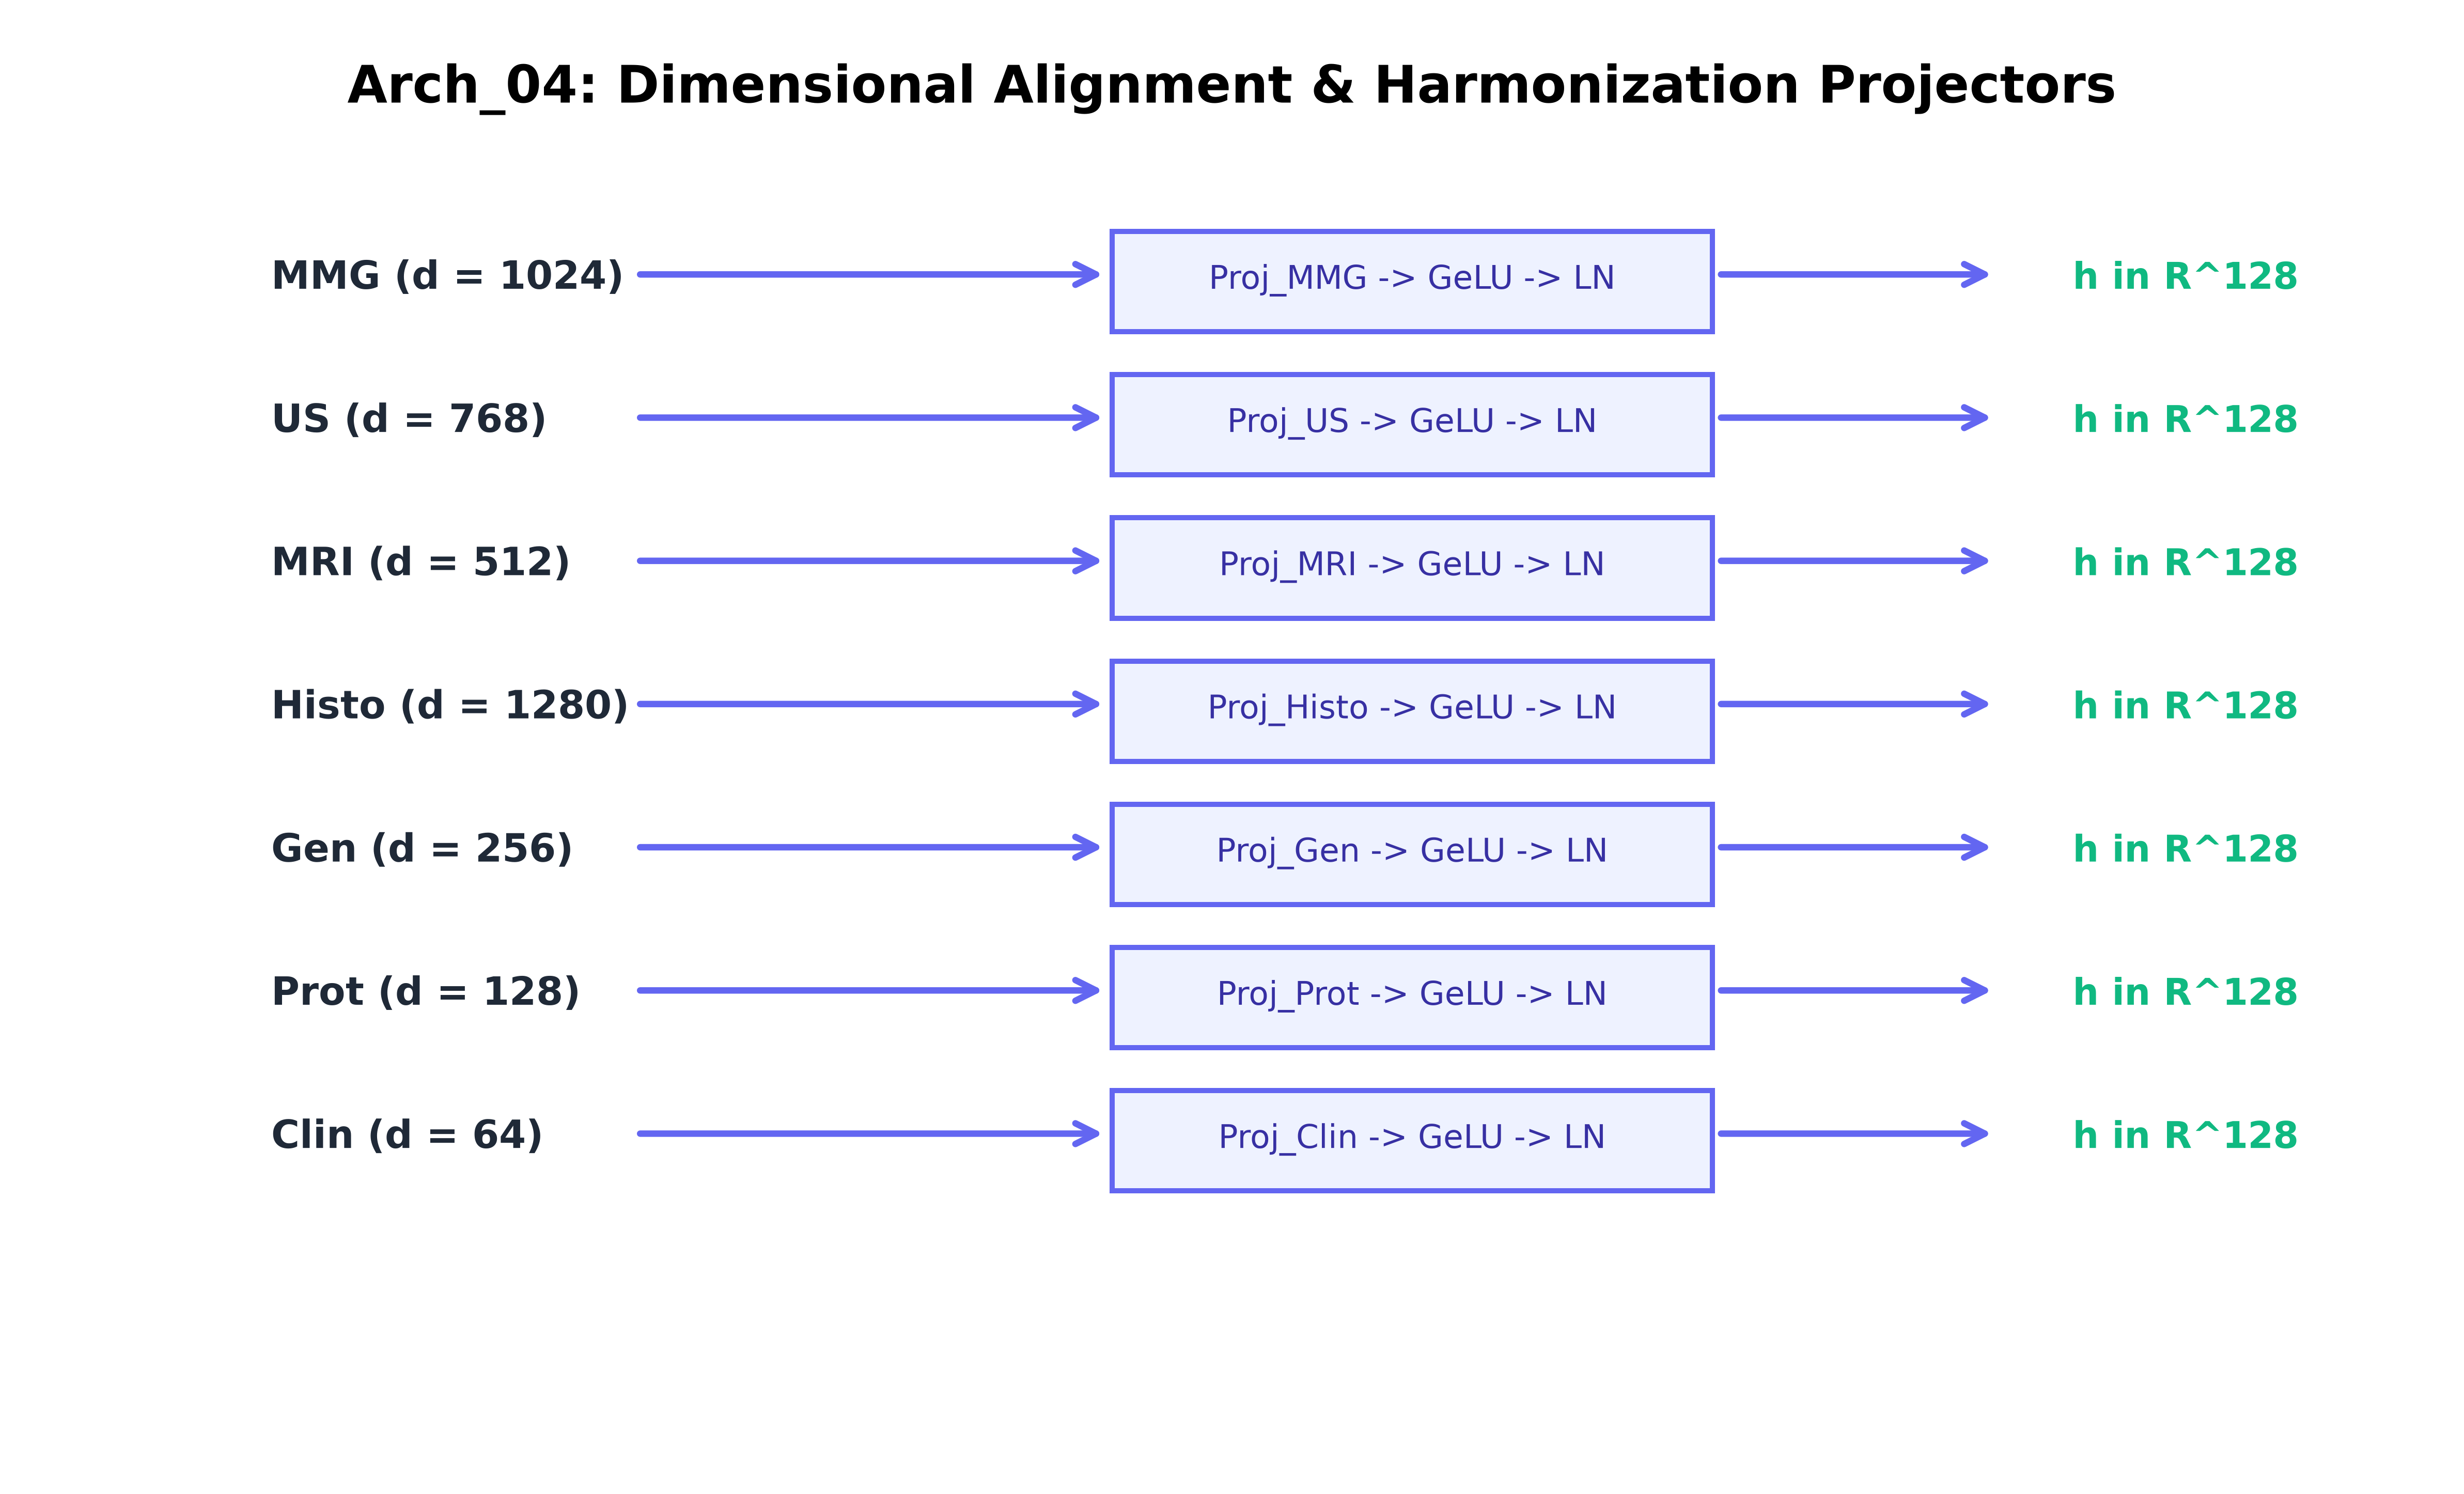 Arch_04: Dimensional Alignment & Harmonization Projectors
MMG (d = 1024) Proj_MMG -> GeLU -> LN h in R^128
US (d = 768) Proj_US -> GeLU -> LN h in R^128
MRI (d = 512) Proj_MRI -> GeLU -> LN h in R^128
Histo (d = 1280) Proj_Histo -> GeLU -> LN h in R^128
Gen (d = 256) Proj_Gen -> GeLU -> LN h in R^128
Prot (d = 128) Proj_Prot -> GeLU -> LN h in R^128
Clin (d = 64) Proj_Clin -> GeLU -> LN h in R^128